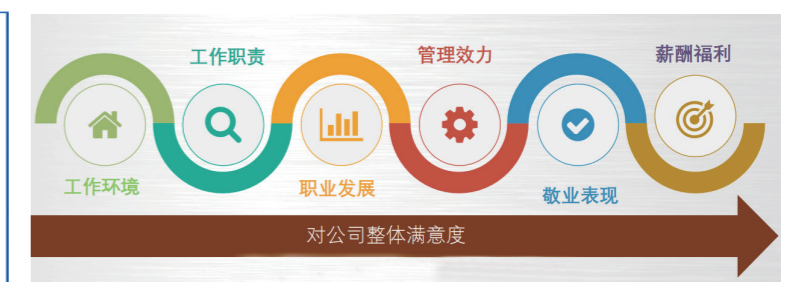 工作职责
管理效力
薪酬福利
工作环境
职业发展
敬业表现
对公司整体满意度